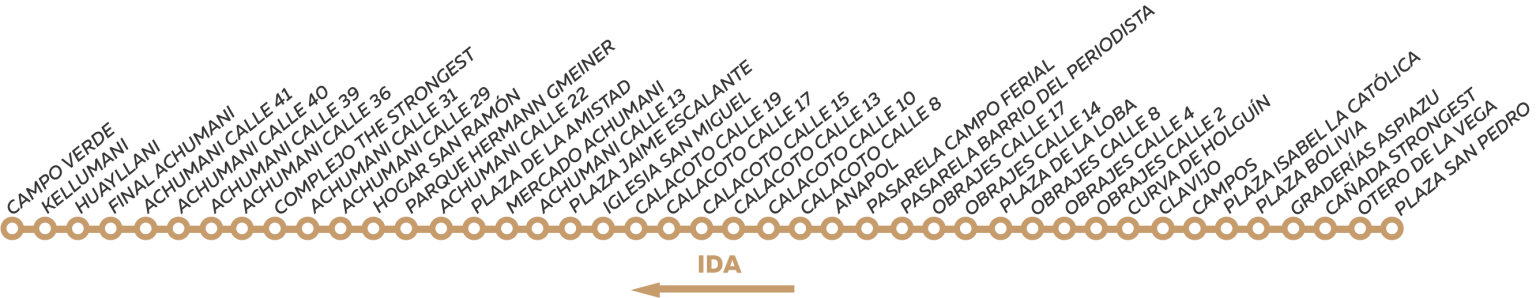 CAMPO VERDE
KELLUMANI
HUAYLLANI
FINAL ACHUMANI
ACHUMANI CALLE 41
ACHUMANI CALLE 40
ACHUMANI CALLE 39
ACHUMANI CALLE 36
COMPLEJO THE STRONGEST
ACHUMANI CALLE 31
ACHUMANI CALLE 29
HOGAR SAN RAMÓN
PARQUE HERMANN GMEINER
ACHUMANI CALLE 22
PLAZA DE LA AMISTAD
MERCADO ACHUMANI
ACHUMANI CALLE 13
PLAZA JAIME ESCALANTE
IGLESIA SAN MIGUEL
CALACOTO CALLE 19
CALACOTO CALLE 17
CALACOTO CALLE 15
CALACOTO CALLE 13
CALACOTO CALLE 10
CALACOTO CALLE 8
ANAPOL
PASARELA CAMPO FERIAL
PASARELA BARRIO DEL PERIODISTA
OBRAJES CALLE 17
OBRAJES CALLE 14
PLAZA DE LA LOBA
OBRAJES CALLE 8
OBRAJES CALLE 4
OBRAJES CALLE 2
CURVA DE HOLGUÍN
CLAVIJO
CAMPOS
PLAZA ISABEL LA CATÓLICA
PLAZA BOLIVIA
GRADERÍAS ASPIAZU
CAÑADA STRONGEST
OTERO DE LA VEGA
PLAZA SAN PEDRO
IDA